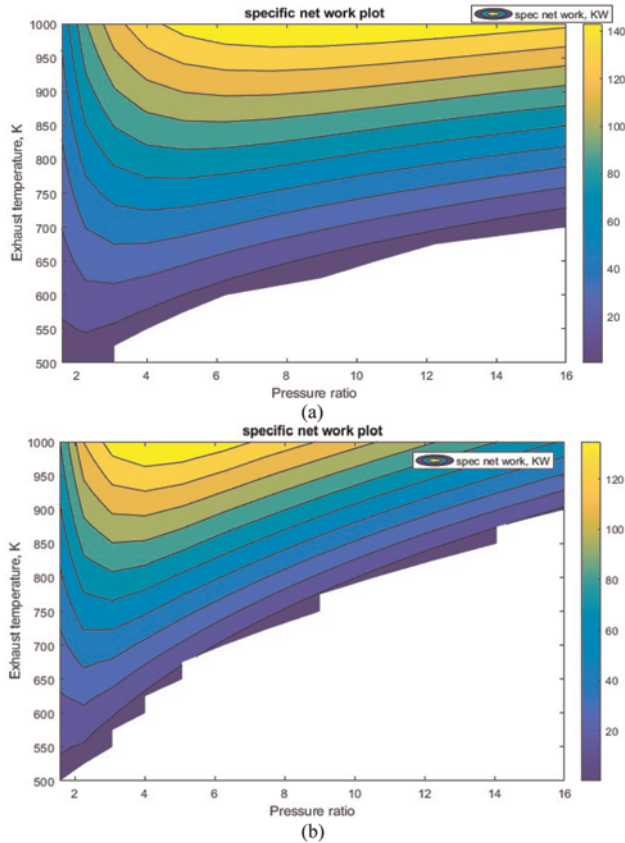 specific net work plot
spec net work, KW
1000
950
900
850
800
750
700
650
600
550
500
Exhaust temperature, K
2 4 6 8 10 12 14 16
Pressure ratio
140
120
100
80
60
40
20
(a)
specific net work plot
spec net work, KW
1000
950
900
850
800
750
700
650
600
550
500
Exhaust temperature, K
2 4 6 8 10 12 14 16
Pressure ratio
120
100
80
60
40
20
(b)